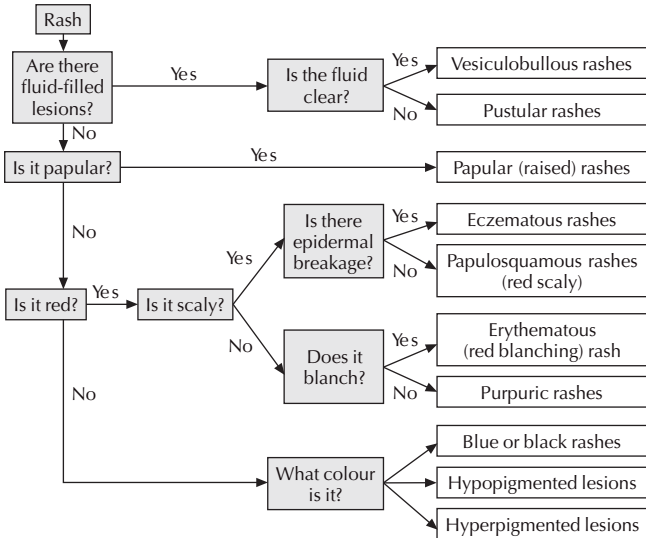 Rash
Are there
fluid-filled
lesions?
Yes
Is the fluid
clear?
Yes
Vesiculobullous rashes
No
Pustular rashes
No
Is it papular?
Yes
Papular (raised) rashes
No
Is it red?
Yes
Is it scaly?
Yes
Is there
epidermal
breakage?
Yes
Eczematous rashes
No
Papulosquamous rashes
(red scaly)
No
Does it
blanch?
Yes
Erythematous
(red blanching) rash
No
Purpuric rashes
No
What colour
is it?
Blue or black rashes
Hypopigmented lesions
Hyperpigmented lesions